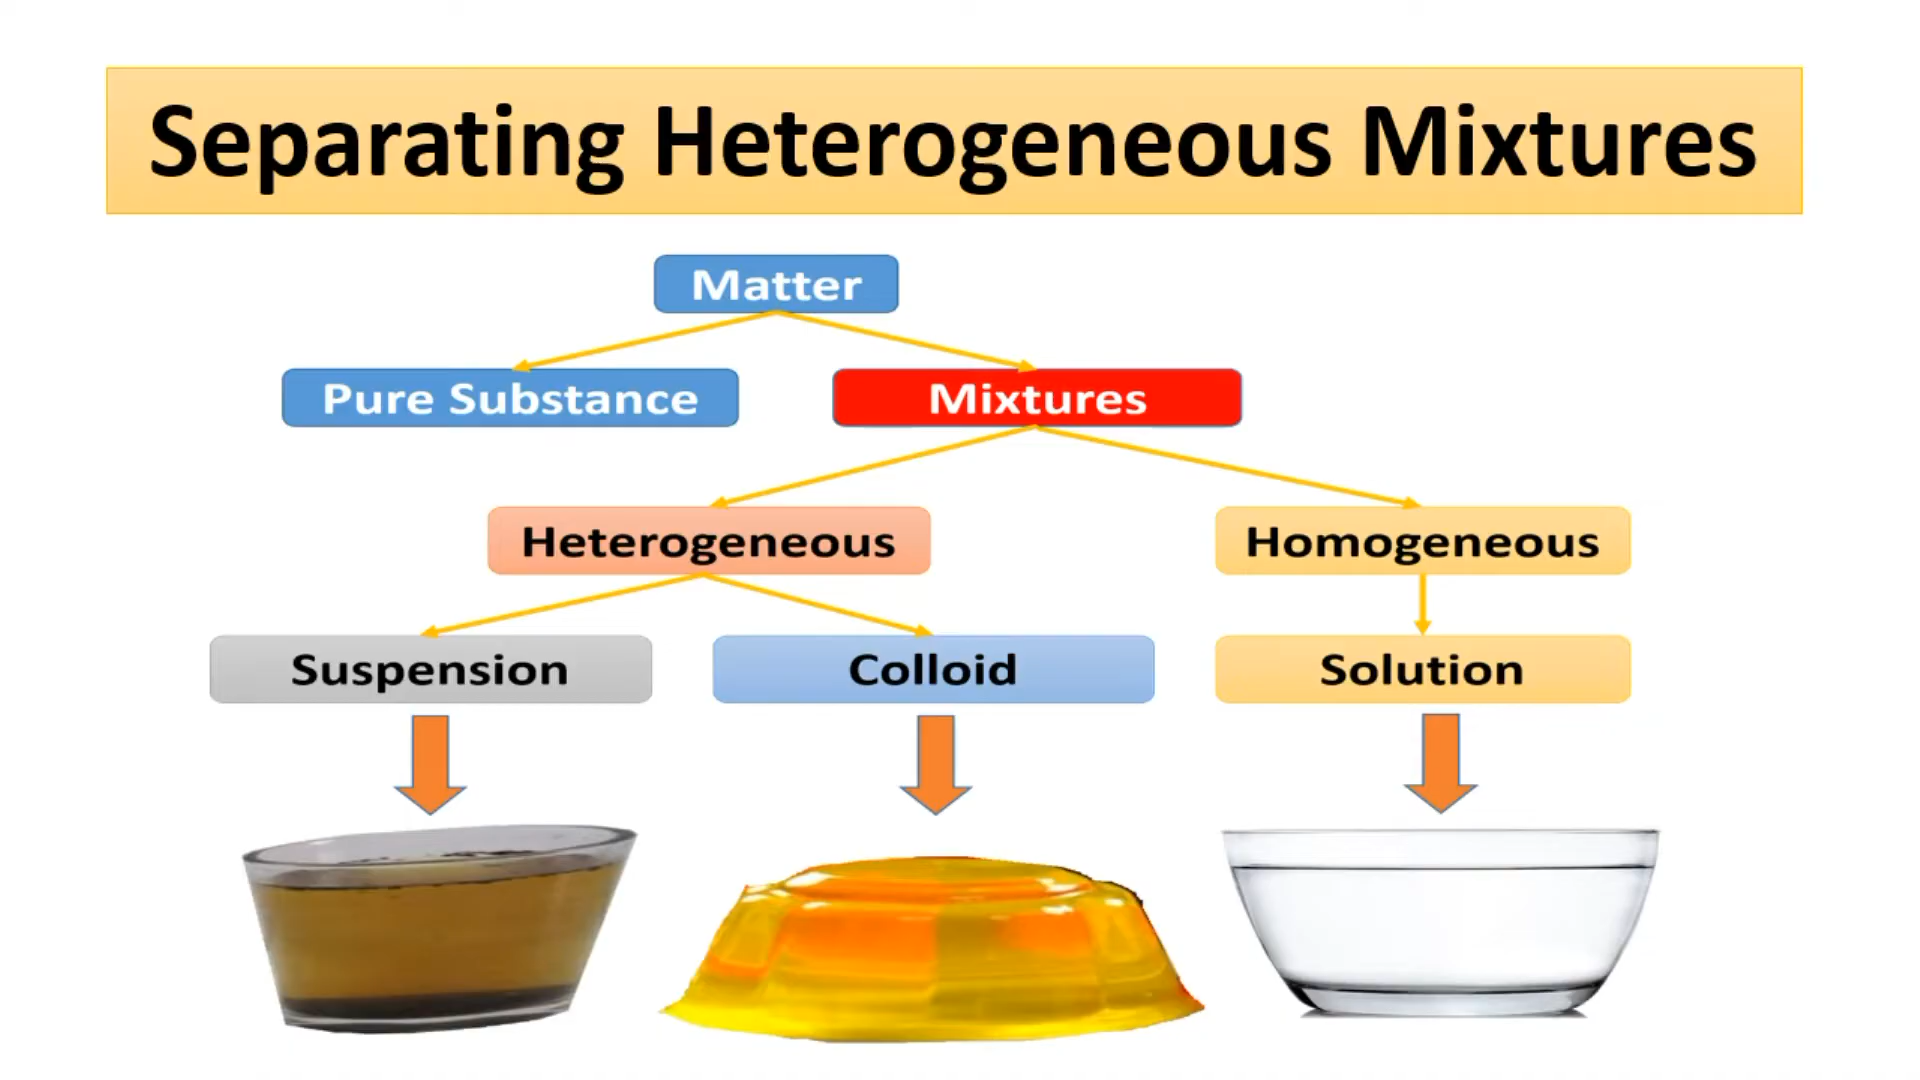 Separating Heterogeneous Mixtures
Matter
Pure Substance
Mixtures
Heterogeneous
Homogeneous
Suspension
Colloid
Solution